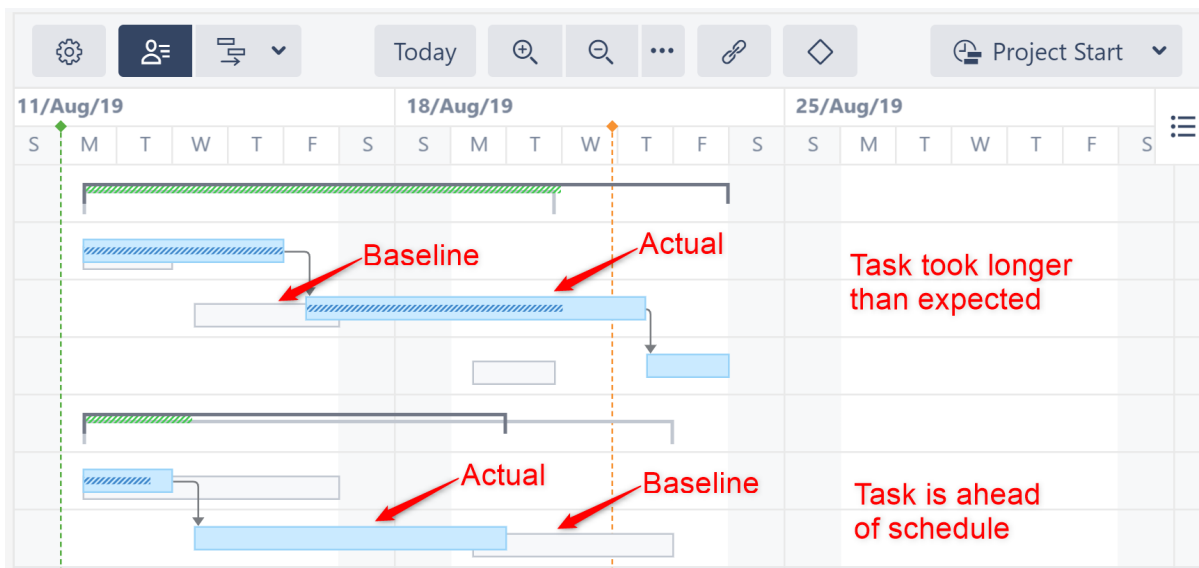 Today
Project Start
11/Aug/19 18/Aug/19 25/Aug/19
S M T W T F S S M T W T F S S M T W T F S
Baseline
Actual
Task took longer
than expected
Actual
Baseline
Task is ahead
of schedule